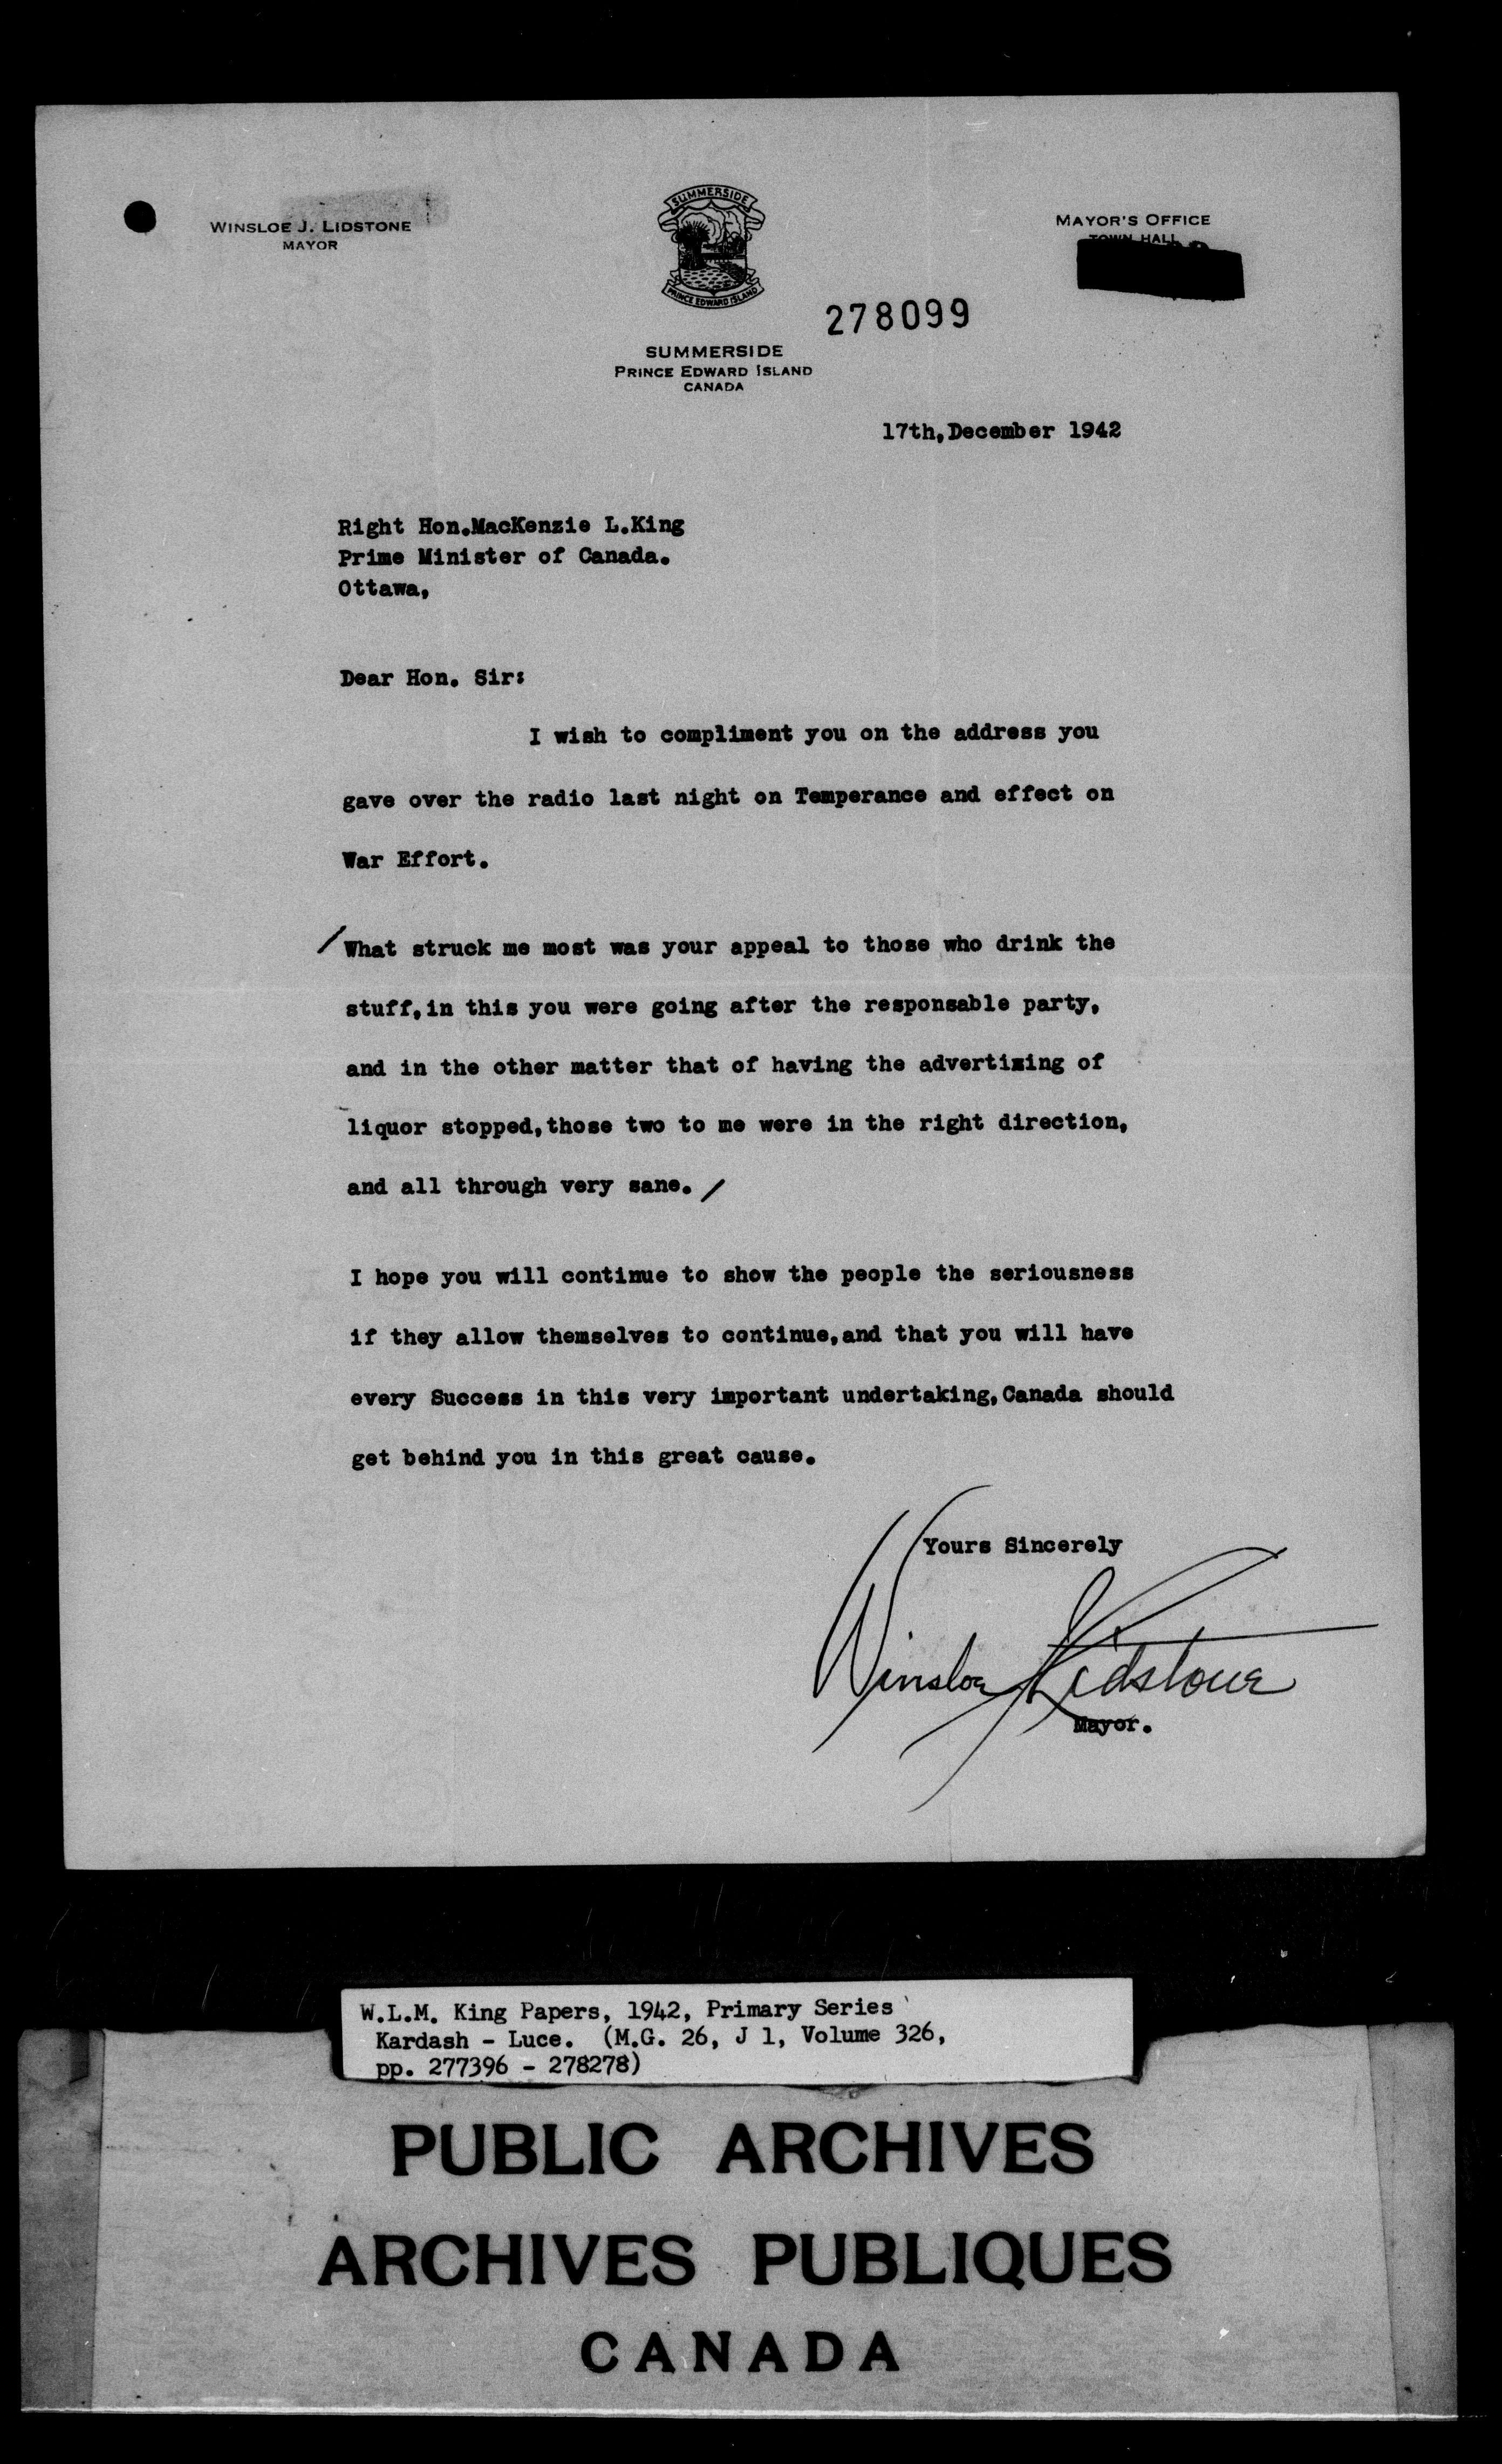 WINSLOE J. LIDSTONE
MAYOR
SUMMERSIDE
PRINCE EDWARD ISLAND
MAYOR'S OFFICE
TOWN HALL
278099
SUMMERSIDE
PRINCE EDWARD ISLAND
CANADA
17th,December 1942
Right Hon.MacKenzie L.King
Prime Minister of Canada.
Ottawa,
Dear Hon. Sir:
I wish to compliment you on the address you
gave over the radio last night on Temperance and effect on
War Effort.
/What struck me most was your appeal to those who drink the
stuff,in this you were going after the responsable party,
and in the other matter that of having the advertizing of
liquor stopped,those two to me were in the right direction,
and all through very sane. /
I hope you will continue to show the people the seriousness
if they allow themselves to continue,and that you will have
every Success in this very important undertaking,Canada should
get behind you in this great cause.
Yours Sincerely
Winsloe J Lidstone
Mayor.
W.L.M. King Papers, 1942, Primary Series
Kardash - Luce. (M.G. 26, J 1, Volume 326,
pp. 277396 - 278278)
PUBLIC ARCHIVES
ARCHIVES PUBLIQUES
CANADA